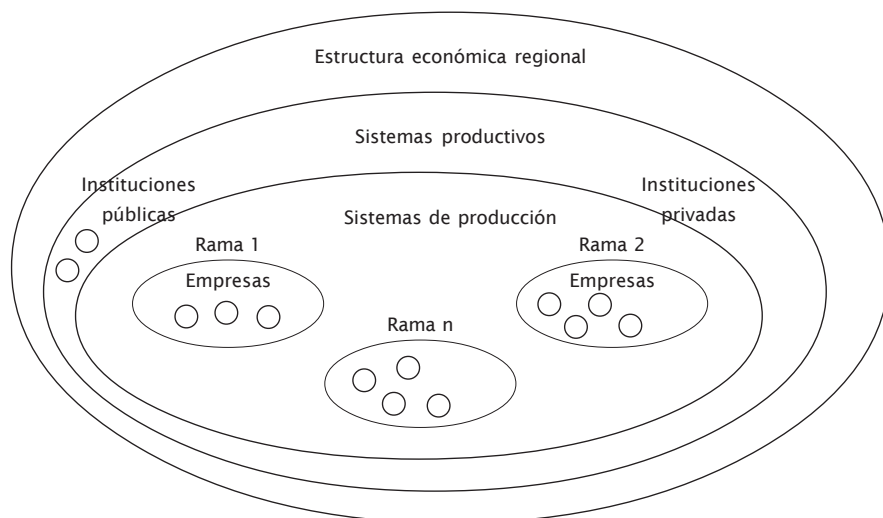 Estructura económica regional
Sistemas productivos
Instituciones
públicas
Instituciones
privadas
Sistemas de producción
Rama 1
Rama 2
Empresas
Empresas
Rama n